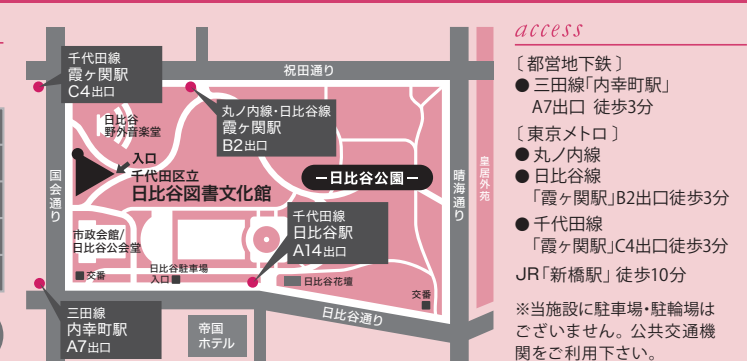 千代田線
霞ヶ関駅
C4出口
祝田通り
丸ノ内線・日比谷線
霞ヶ関駅
B2出口
日比谷
野外音楽堂
入口
千代田区立
日比谷図書文化館
ー日比谷公園ー
国会通り
晴海通り
皇居外苑
千代田線
日比谷駅
A14出口
市政会館/
日比谷公会堂
■交番
日比谷駐車場
入口■
日比谷花壇
交番
■
三田線
内幸町駅
A7出口
帝国
ホテル
日比谷通り
access
〔都営地下鉄〕
●三田線「内幸町駅」
A7出口 徒歩3分
〔東京メトロ〕
●丸ノ内線
●日比谷線
「霞ヶ関駅」B2出口徒歩3分
●千代田線
「霞ヶ関駅」C4出口徒歩3分
JR「新橋駅」徒歩10分
※当施設に駐車場・駐輪場は
ございません。公共交通機
関をご利用下さい。